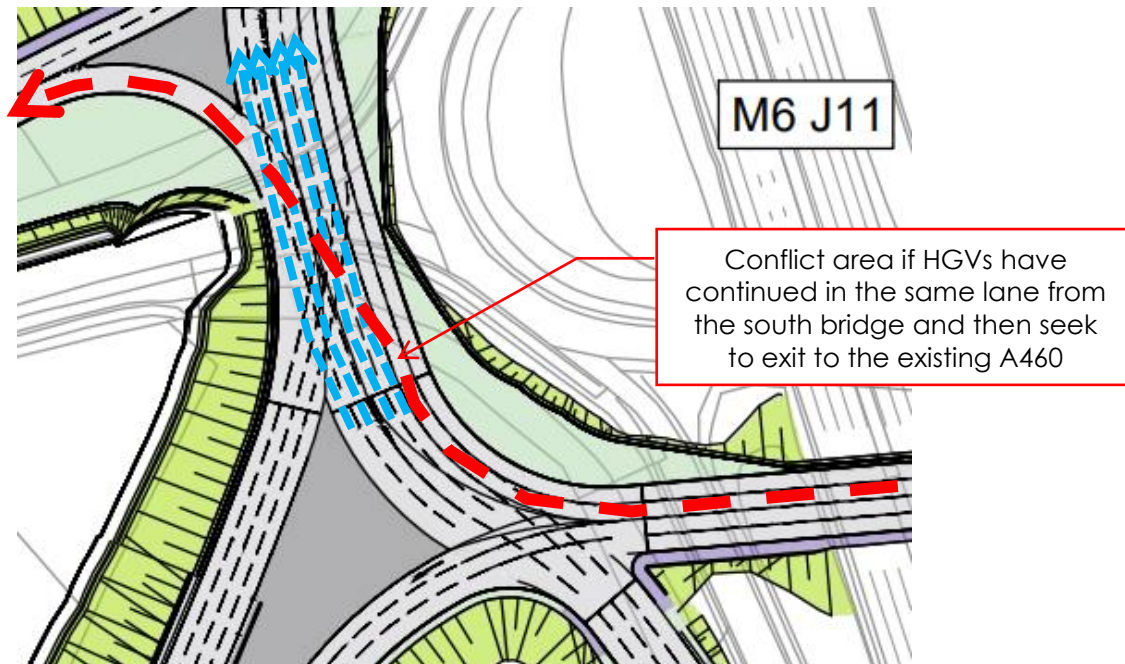 M6 J11
Conflict area if HGVs have
continued in the same lane from
the south bridge and then seek
to exit to the existing A460